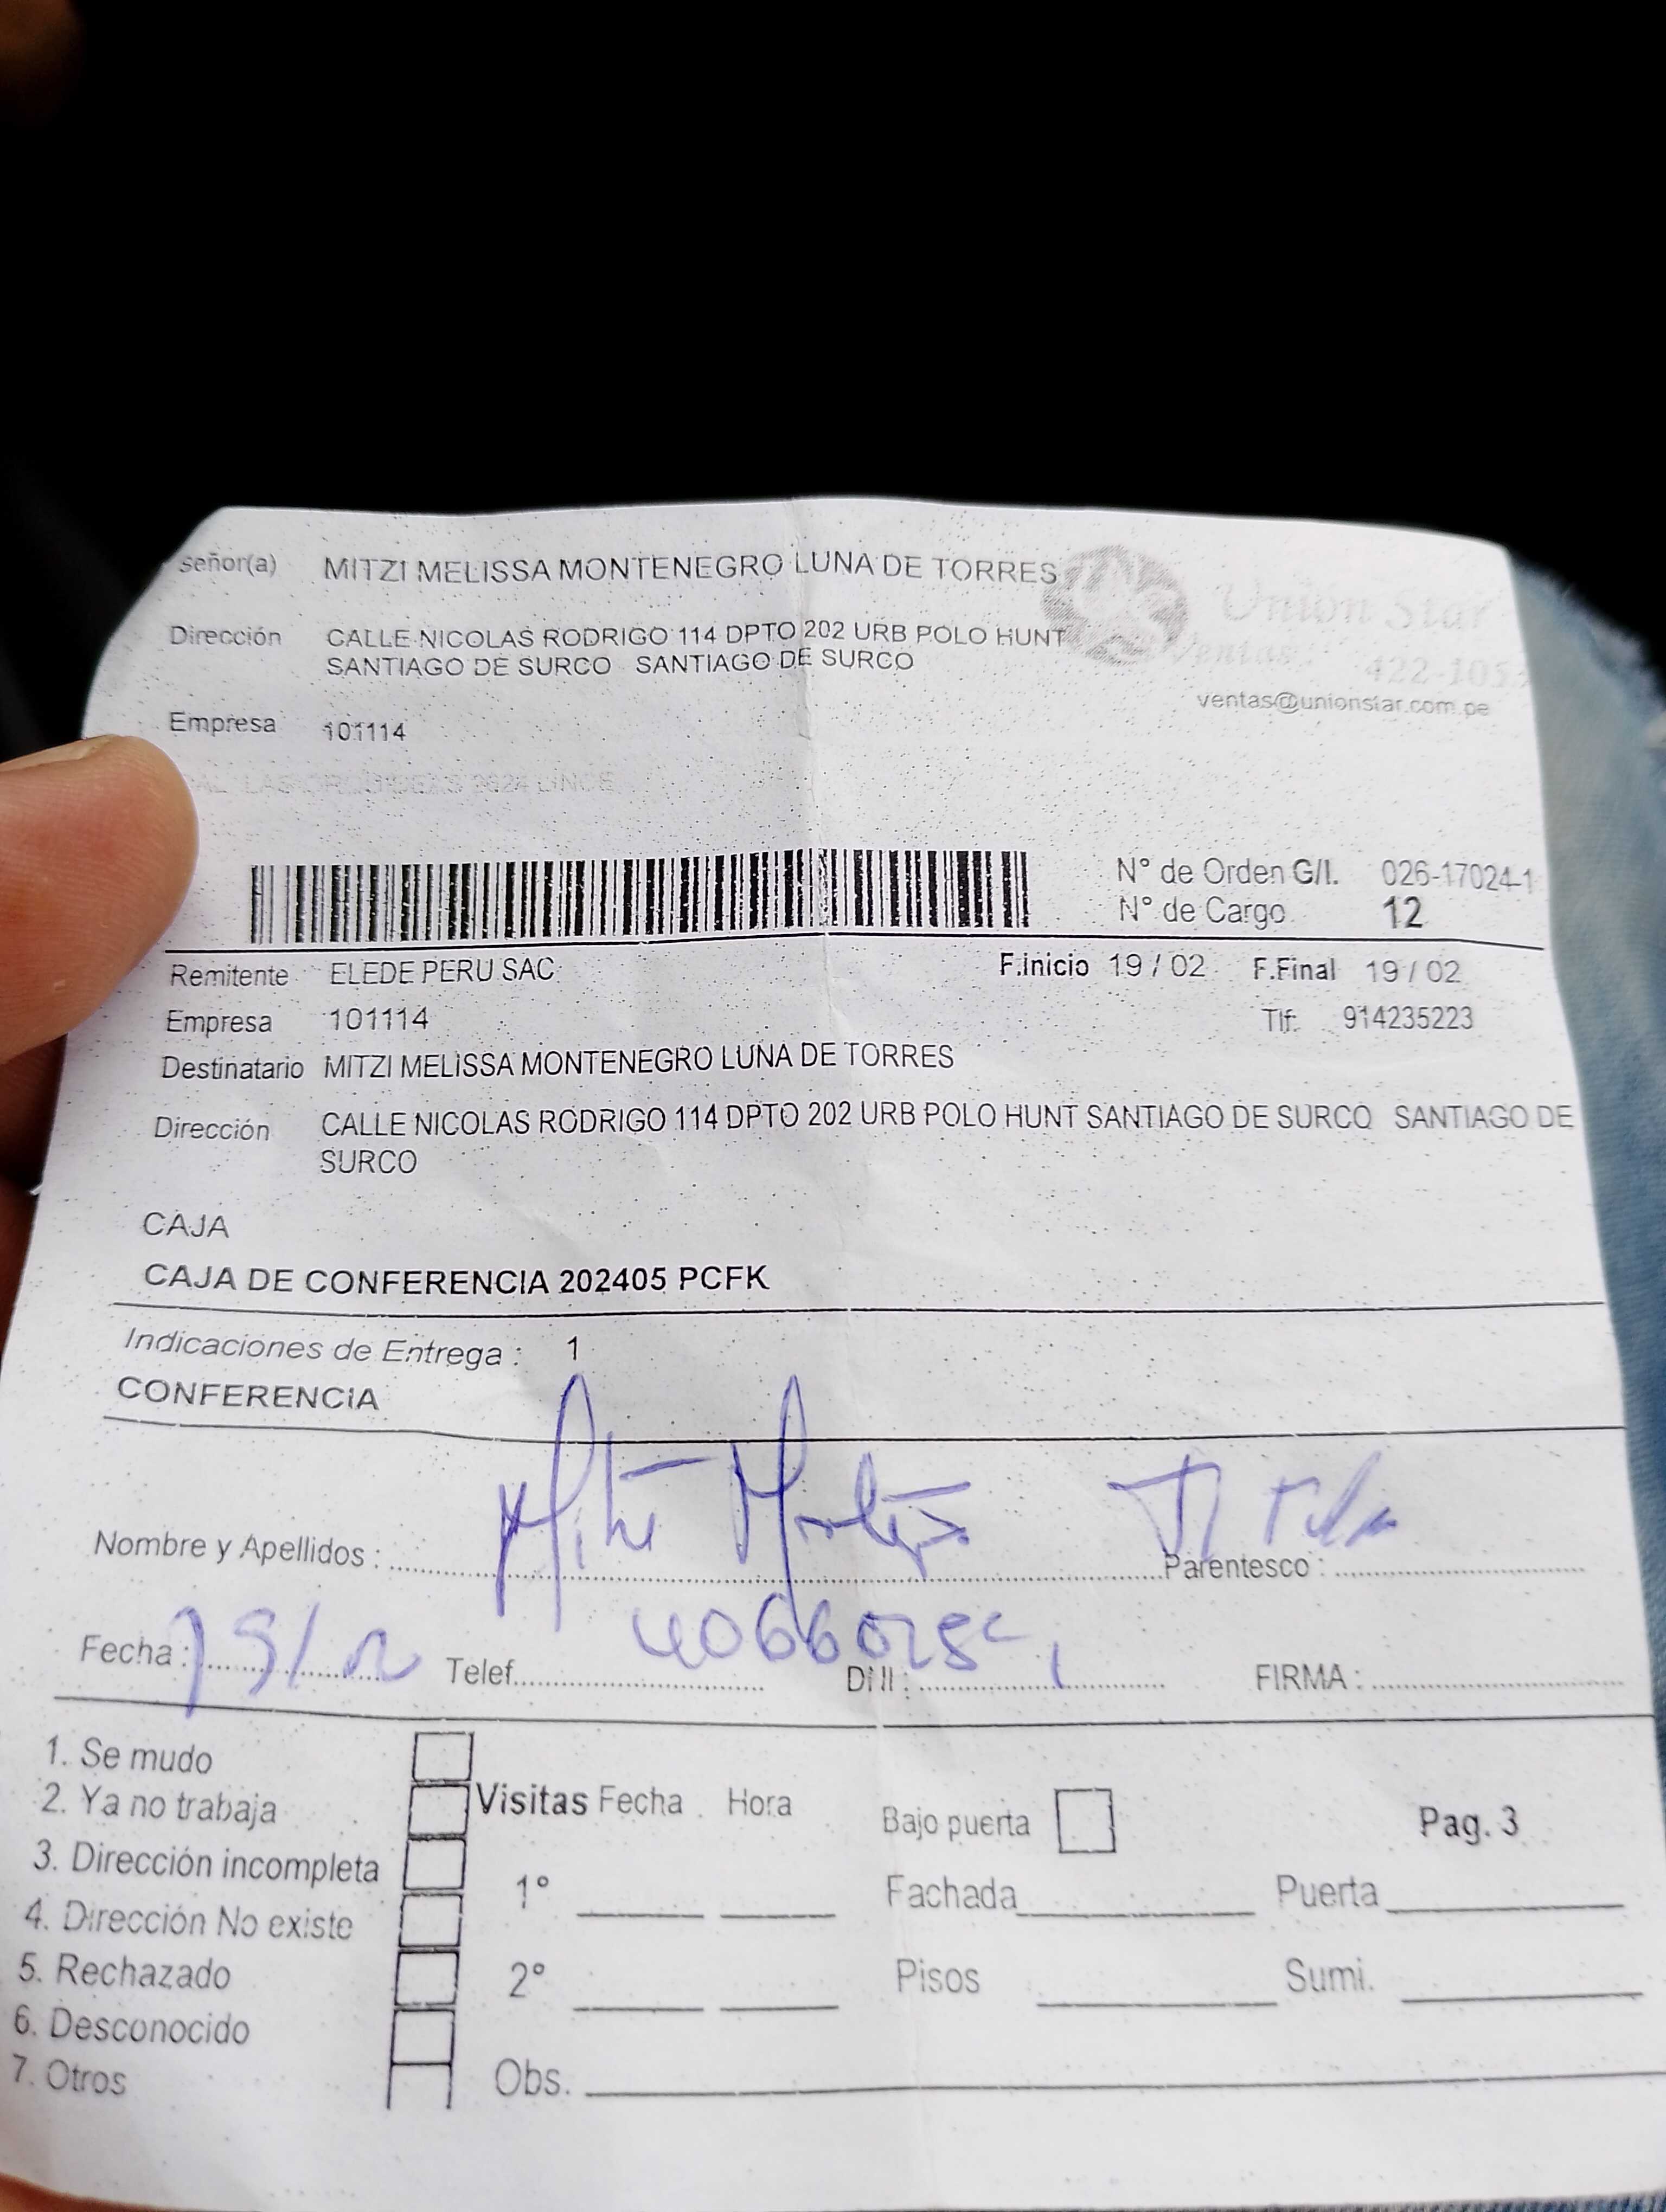 señor(a) MITZI MELISSA MONTENEGRO LUNA DE TORRES
Union Star
Dirección CALLE NICOLAS RODRIGO 114 DPTO 202 URB POLO HUNT
SANTIAGO DE SURCO SANTIAGO DE SURCO
Ventas: 422-105
ventas@unionstar.com.pe
Empresa 101114
N° de Orden G/I. 026-17024-1
N° de Cargo 12
Remitente ELEDE PERU SAC F.Inicio 19 / 02 F.Final 19 / 02
Empresa 101114 Tlf: 914235223
Destinatario MITZI MELISSA MONTENEGRO LUNA DE TORRES
Dirección CALLE NICOLAS RODRIGO 114 DPTO 202 URB POLO HUNT SANTIAGO DE SURCO SANTIAGO DE
SURCO
CAJA
CAJA DE CONFERENCIA 202405 PCFK
Indicaciones de Entrega : 1
CONFERENCIA
Nombre y Apellidos : Parentesco :
Fecha : Telef. DNI : FIRMA :
1. Se mudo
2. Ya no trabaja Visitas Fecha Hora Bajo puerta Pag. 3
3. Dirección incompleta 1° Fachada Puerta
4. Dirección No existe
5. Rechazado 2° Pisos Sumi.
6. Desconocido
7. Otros Obs.